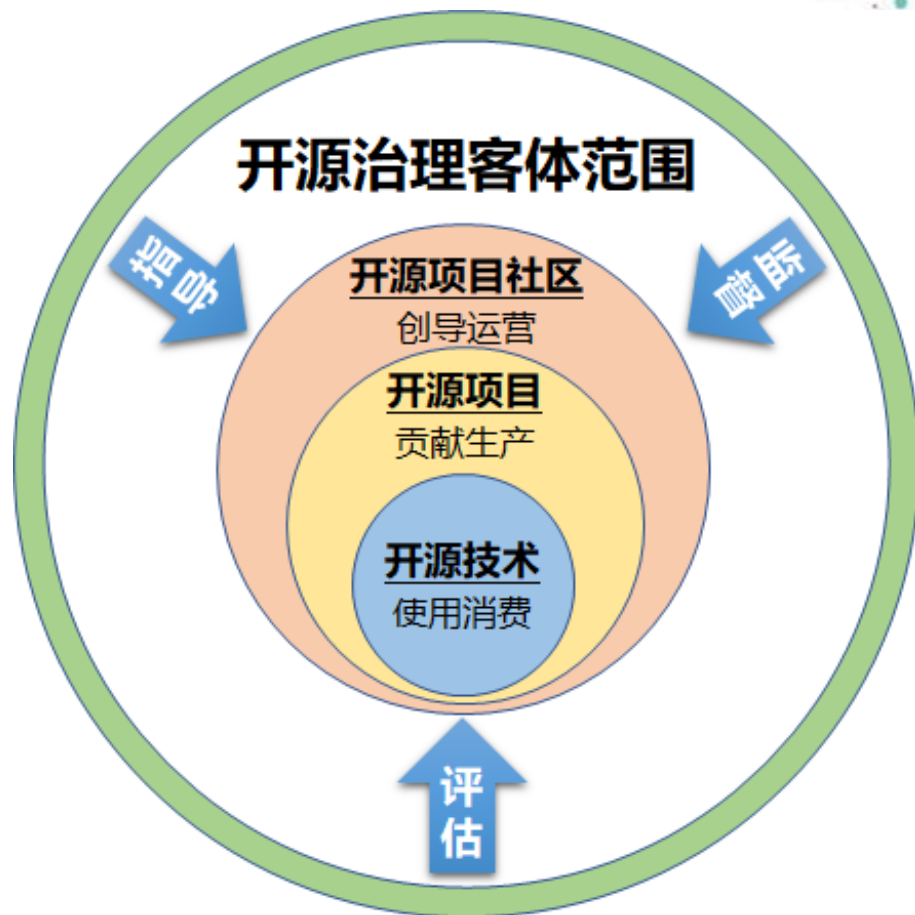 开源治理客体范围
指导
监督
开源项目社区
创导运营
开源项目
贡献生产
开源技术
使用消费
评估